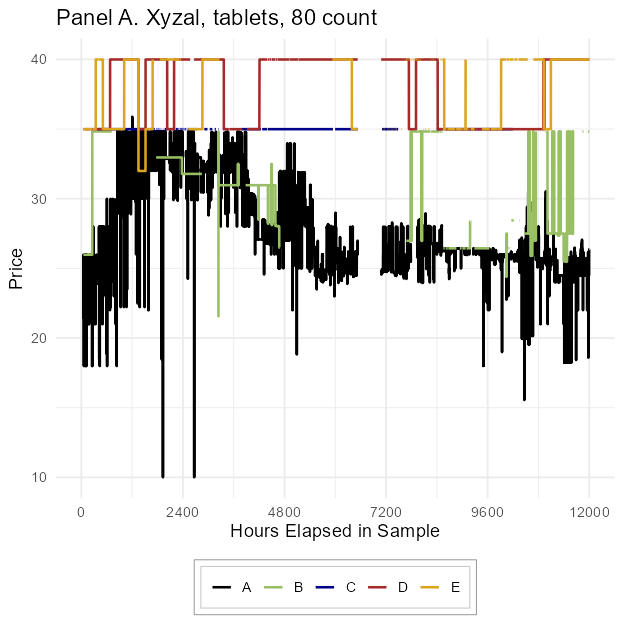 Panel A. Xyzal, tablets, 80 count
Price
40
30
20
10
0 2400 4800 7200 9600 12000
Hours Elapsed in Sample
A B C D E